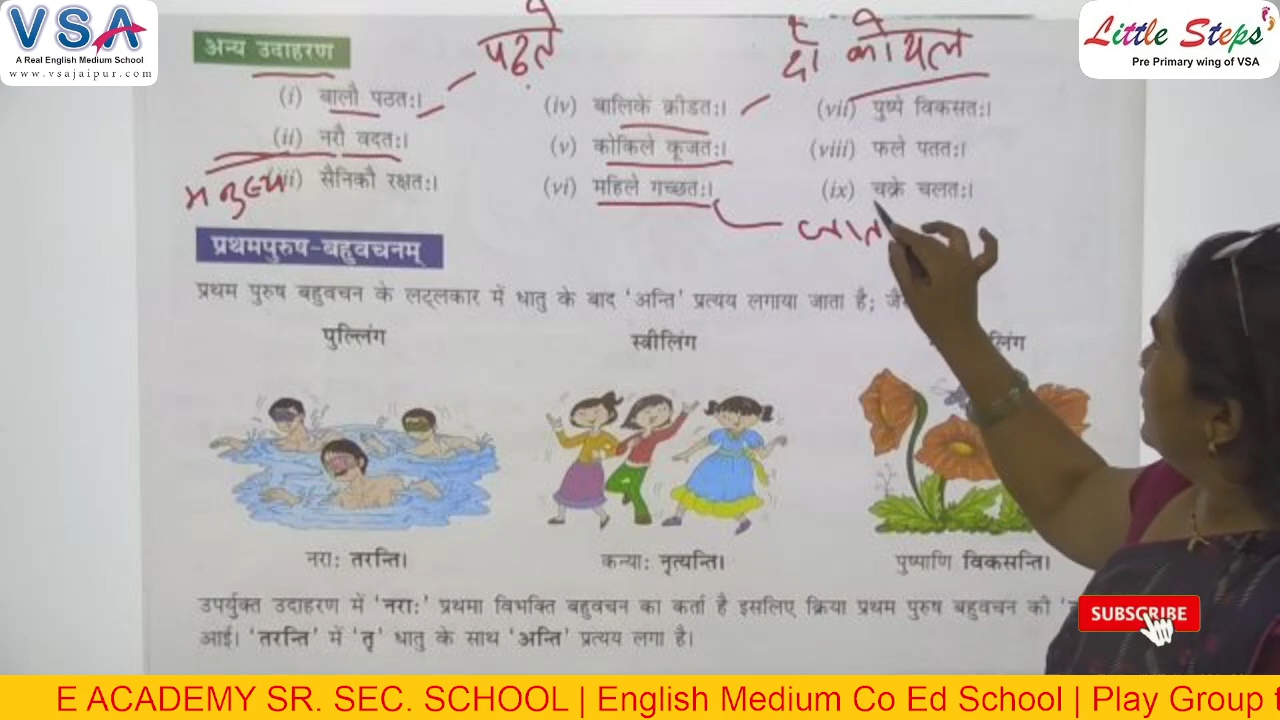 VSA
A Real English Medium School
www.vsajaipur.com
Little Steps
Pre Primary wing of VSA
अन्य उदाहरण
पढ़ते
दो कोयल
(i) बालौ पठतः।
(iv) बालिके क्रीडतः।
(vii) पुष्पे विकसतः।
(ii) नरौ वदतः।
(v) कोकिले कूजतः।
(viii) फले पततः।
मनुष्य
सैनिकौ रक्षतः।
(vi) महिले गच्छतः।
(ix) चक्रे चलतः।
जात
प्रथमपुरुष-बहुवचनम्
प्रथम पुरुष बहुवचन के लट्लकार में धातु के बाद 'अन्ति' प्रत्यय लगाया जाता है;
पुल्लिंग
स्त्रीलिंग
नराः तरन्ति।
कन्याः नृत्यन्ति।
पुष्पाणि विकसन्ति।
उपर्युक्त उदाहरण में 'नराः' प्रथमा विभक्ति बहुवचन का कर्ता है इसलिए क्रिया प्रथम पुरुष बहुवचन की
आई। 'तरन्ति' में 'तृ' धातु के साथ 'अन्ति' प्रत्यय लगा है।
SUBSCRIBE
E ACADEMY SR. SEC. SCHOOL | English Medium Co Ed School | Play Group